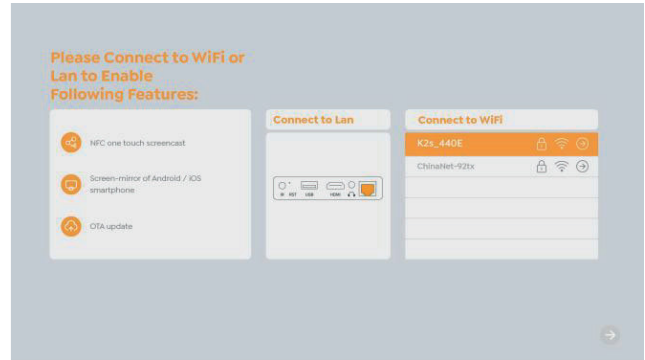 Please Connect to WiFi or
Lan to Enable
Following Features:
NFC one touch screencast
Screen-mirror of Android / iOS
smartphone
OTA update
Connect to Lan
RST USB HDMI
Connect to WiFi
K2s_440E
ChinaNet-92tx